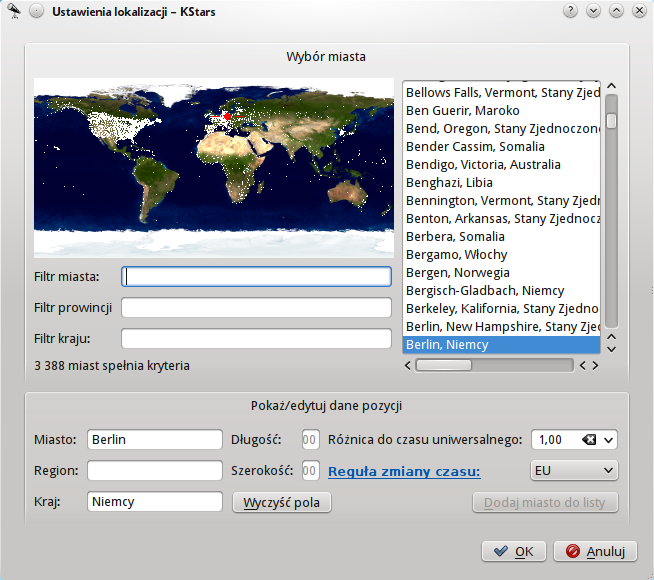 Ustawienia lokalizacji – KStars
Wybór miasta
Bellows Falls, Vermont, Stany Zjed
Ben Guerir, Maroko
Bend, Oregon, Stany Zjednoczon
Bender Cassim, Somalia
Bendigo, Victoria, Australia
Benghazi, Libia
Bennington, Vermont, Stany Zjedn
Benton, Arkansas, Stany Zjednocz
Berbera, Somalia
Bergamo, Włochy
Bergen, Norwegia
Bergisch-Gladbach, Niemcy
Berkeley, Kalifornia, Stany Zjedno
Berlin, New Hampshire, Stany Zjed
Berlin, Niemcy
Filtr miasta:
Filtr prowincji
Filtr kraju:
3 388 miast spełnia kryteria
Pokaż/edytuj dane pozycji
Miasto: Berlin Długość: 00 Różnica do czasu uniwersalnego: 1,00
Region: Szerokość: 00 Reguła zmiany czasu: EU
Kraj: Niemcy Wyczyść pola Dodaj miasto do listy
OK Anuluj